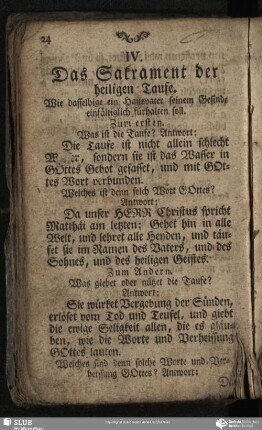 24
IV.
Das Sakrament der
heiligen Taufe.
Wie dasselbige ein Hausvater seinem Gesinde
einfältiglich fürhalten soll.
Zum ersten.
Was ist die Taufe? Antwort:
Die Taufe ist nicht allein schlecht
sondern sie ist das Wasser in
GOttes Gebot gefasset, und mit GOt-
tes Wort verbunden.
Welches ist denn solch Wort GOttes?
Antwort:
Da unser HERR Christus spricht
Matthäi am letzten: Gehet hin in alle
Welt, und lehret alle Heyden, und täu-
fet sie im Namen des Vaters, und des
Sohnes, und des heiligen Geistes.
Zum Andern.
Was giebet oder nützet die Taufe?
Antwort:
Sie würket Vergebung der Sünden,
erlöset vom Tod und Teufel, und giebt
die ewige Seligkeit allen, die es glau-
ben, wie die Worte und Verheissung
GOttes lauten.
Welches sind denn solche Worte und Ver-
heissung GOttes? Antwort:
SLUB